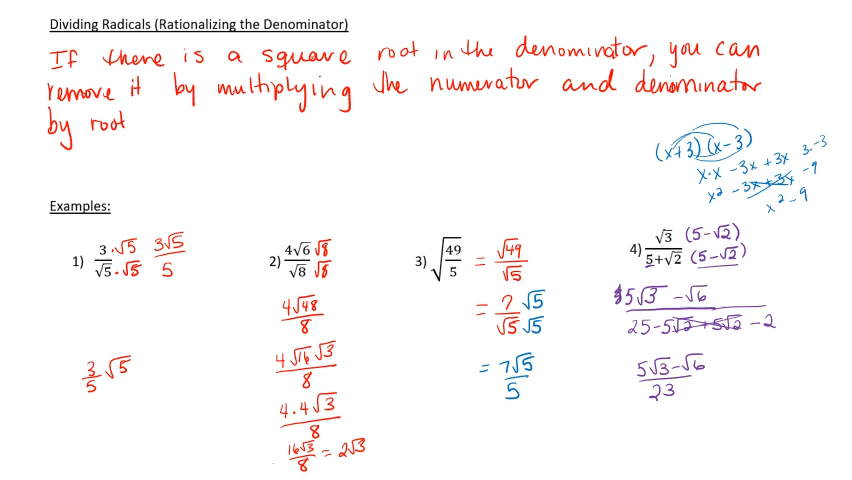 Dividing Radicals (Rationalizing the Denominator)
If there is a square root in the denominator, you can
remove it by multiplying the numerator and denominator
by root
(x+3)(x-3)
x·x -3x +3x 3·-3
x² -3x+3x -9
x² -9
Examples:
1) 3·√5 / √5·√5 3√5 / 5
3/5 √5
2) 4√6 √8 / √8 √8
4√48 / 8
4√16 √3 / 8
4·4√3 / 8
16√3 / 8 = 2√3
3) √(49/5) = √49 / √5
= 7 √5 / √5 √5
= 7√5 / 5
4) √3 (5-√2) / 5+√2 (5-√2)
5√3 - √6 / 25-5√2+5√2-2
5√3-√6 / 23